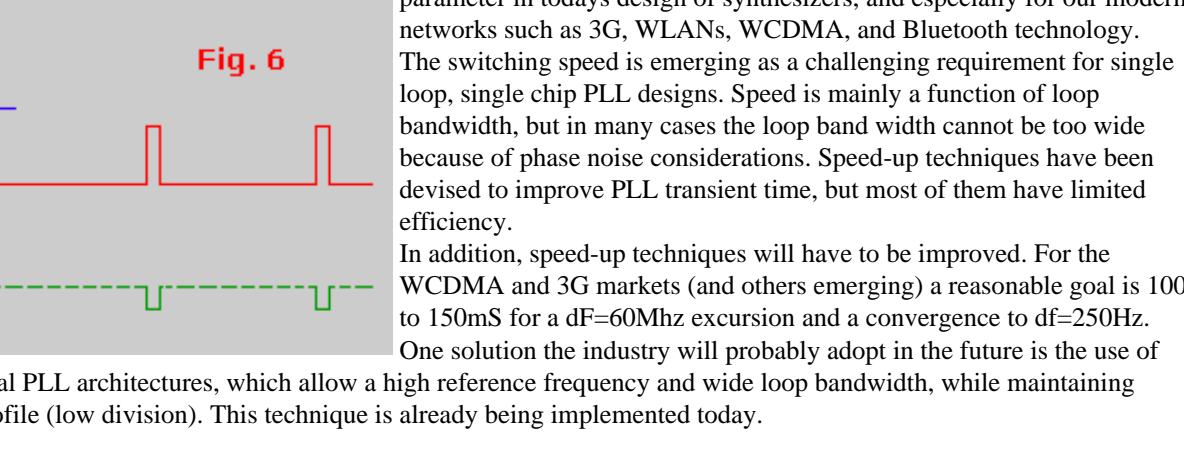 parameter in todays design of synthesizers, and especially for our modern
Fig. 6
networks such as 3G, WLANs, WCDMA, and Bluetooth technology.
The switching speed is emerging as a challenging requirement for single
loop, single chip PLL designs. Speed is mainly a function of loop
bandwidth, but in many cases the loop band width cannot be too wide
because of phase noise considerations. Speed-up techniques have been
devised to improve PLL transient time, but most of them have limited
efficiency.
In addition, speed-up techniques will have to be improved. For the
WCDMA and 3G markets (and others emerging) a reasonable goal is 100
to 150mS for a dF=60Mhz excursion and a convergence to df=250Hz.
One solution the industry will probably adopt in the future is the use of
al PLL architectures, which allow a high reference frequency and wide loop bandwidth, while maintaining
ofile (low division). This technique is already being implemented today.